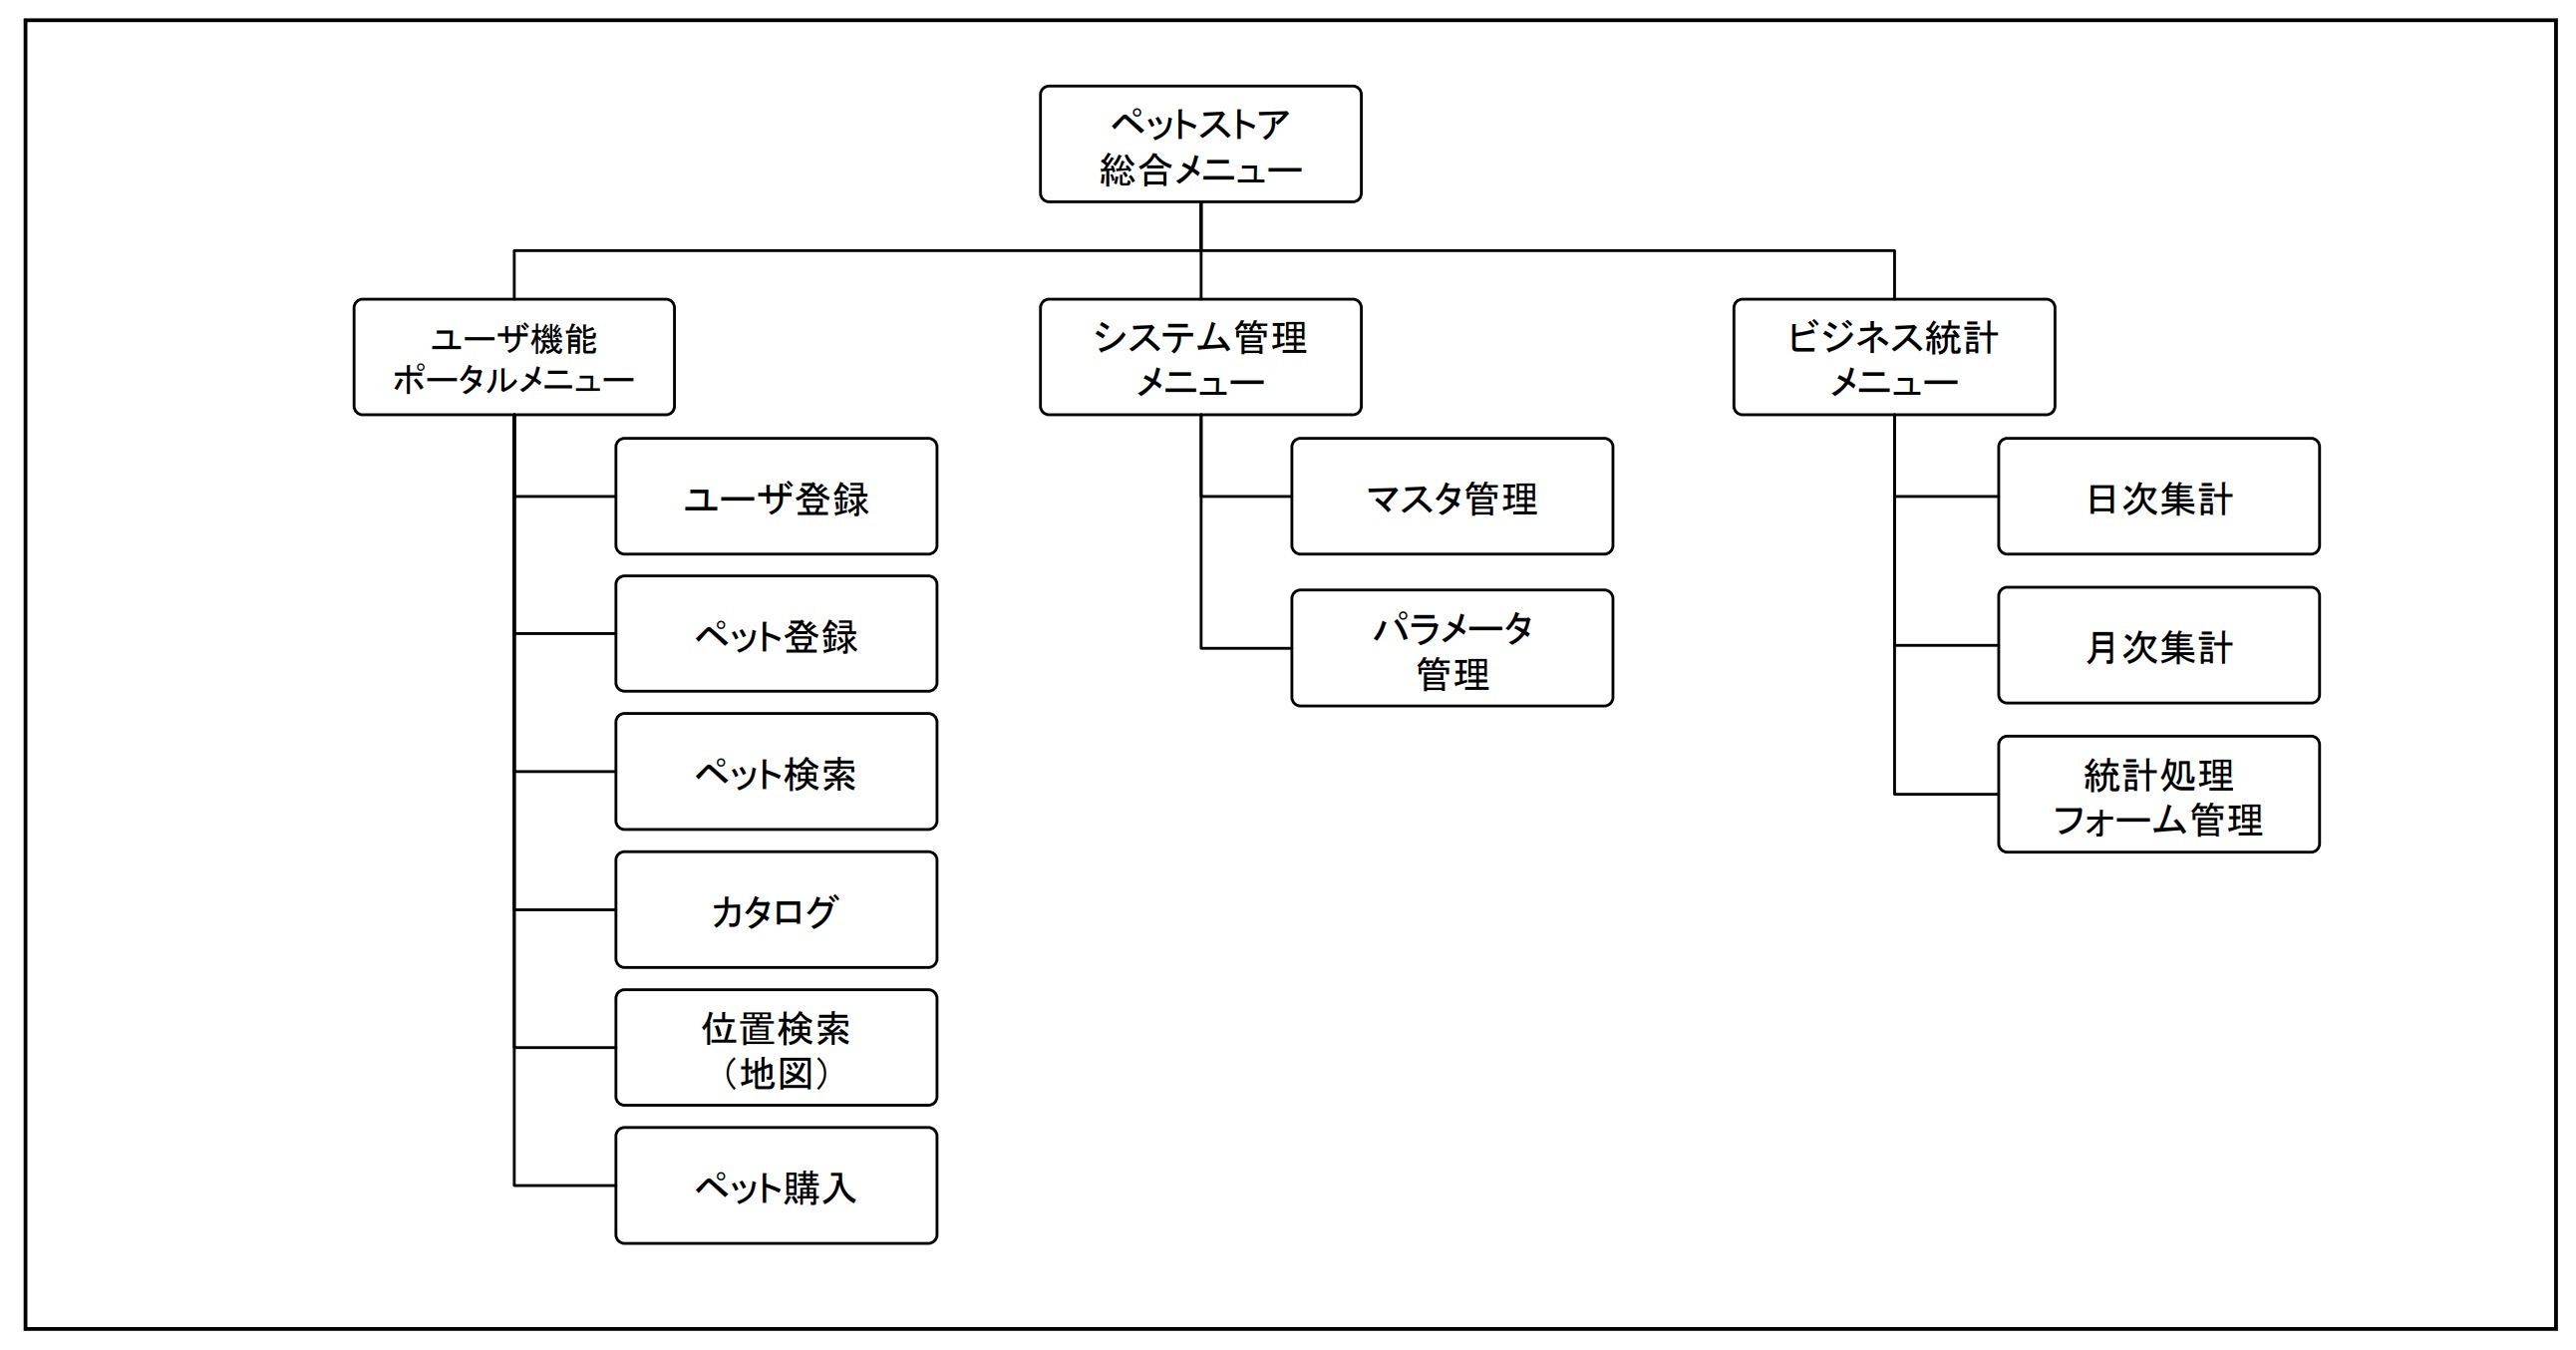 ペットストア
総合メニュー
ユーザ機能
ポータルメニュー
システム管理
メニュー
ビジネス統計
メニュー
ユーザ登録
ペット登録
ペット検索
カタログ
位置検索
（地図）
ペット購入
マスタ管理
パラメータ
管理
日次集計
月次集計
統計処理
フォーム管理